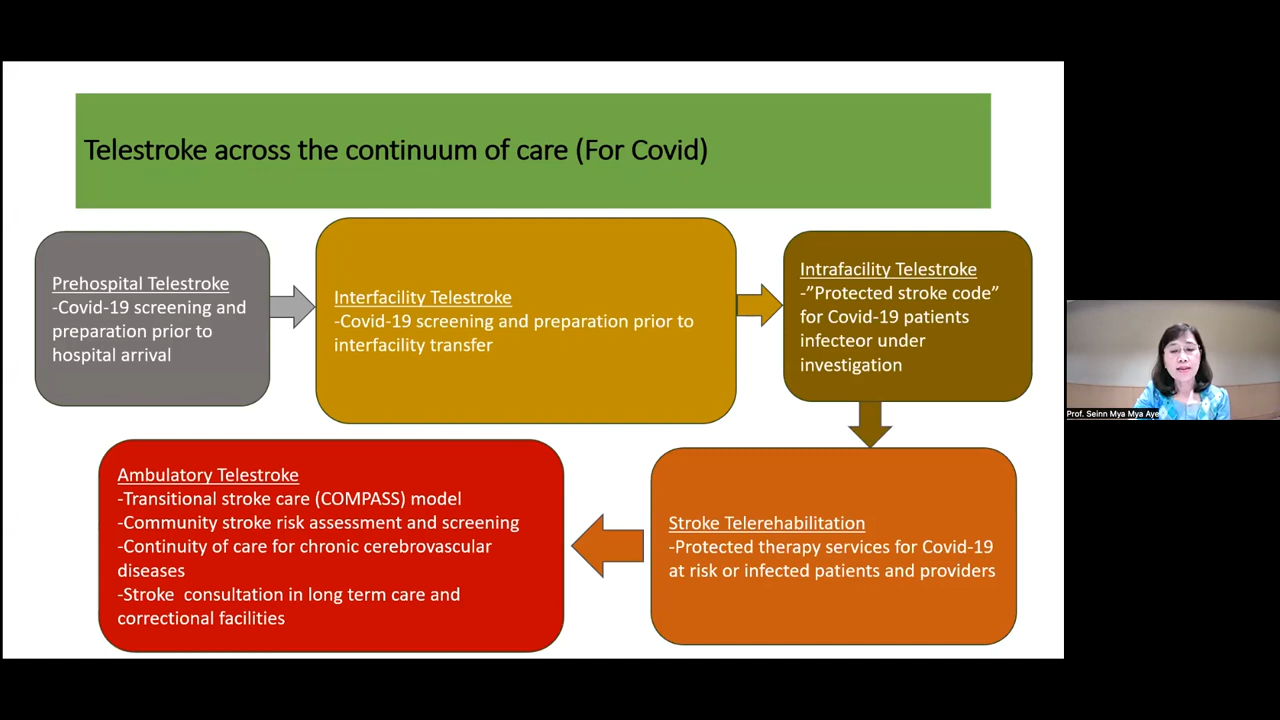 Telestroke across the continuum of care (For Covid)
Prehospital Telestroke
-Covid-19 screening and
preparation prior to
hospital arrival
Interfacility Telestroke
-Covid-19 screening and preparation prior to
interfacility transfer
Intrafacility Telestroke
-”Protected stroke code”
for Covid-19 patients
infecteor under
investigation
Stroke Telerehabilitation
-Protected therapy services for Covid-19
at risk or infected patients and providers
Ambulatory Telestroke
-Transitional stroke care (COMPASS) model
-Community stroke risk assessment and screening
-Continuity of care for chronic cerebrovascular
diseases
-Stroke consultation in long term care and
correctional facilities
Prof. Seinn Mya Mya Aye